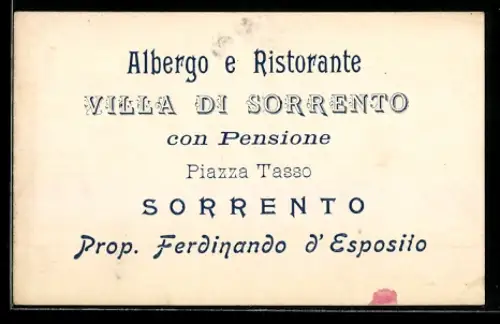 Albergo e Ristorante
VILLA DI SORRENTO
con Pensione
Piazza Tasso
SORRENTO
Prop. Ferdinando d'Esposito